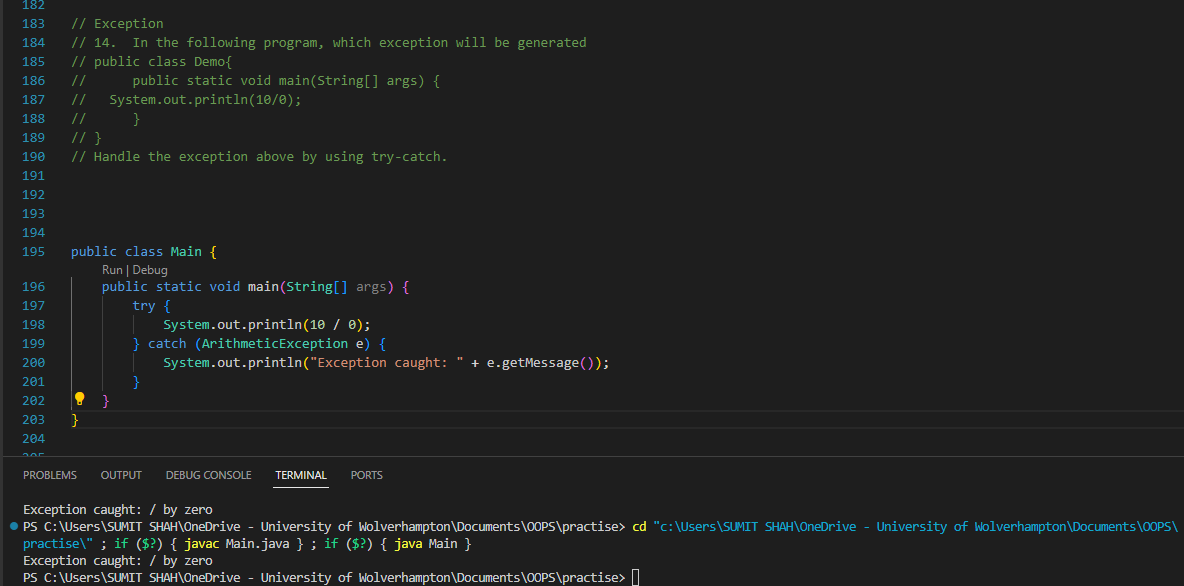 182
183 // Exception
184 // 14.  In the following program, which exception will be generated
185 // public class Demo{
186 //      public static void main(String[] args) {
187 //   System.out.println(10/0);
188 //      }
189 // }
190 // Handle the exception above by using try-catch.
191
192
193
194
195 public class Main {
Run | Debug
196     public static void main(String[] args) {
197         try {
198             System.out.println(10 / 0);
199         } catch (ArithmeticException e) {
200             System.out.println("Exception caught: " + e.getMessage());
201         }
202     }
203 }
204
205
PROBLEMS OUTPUT DEBUG CONSOLE TERMINAL PORTS
Exception caught: / by zero
PS C:\Users\SUMIT SHAH\OneDrive - University of Wolverhampton\Documents\OOPS\practise> cd "c:\Users\SUMIT SHAH\OneDrive - University of Wolverhampton\Documents\OOPS\
practise\" ; if ($?) { javac Main.java } ; if ($?) { java Main }
Exception caught: / by zero
PS C:\Users\SUMIT SHAH\OneDrive - University of Wolverhampton\Documents\OOPS\practise>